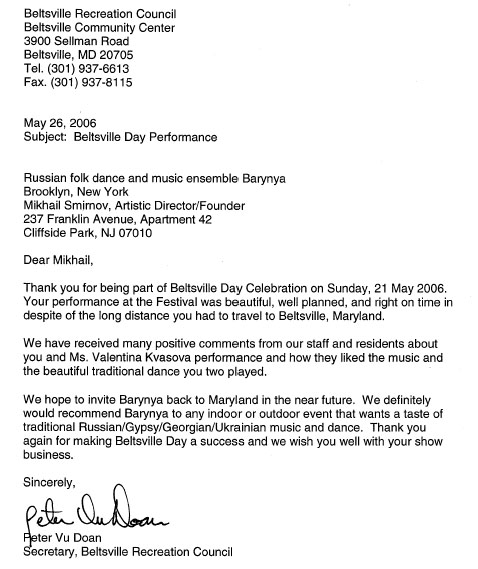 Beltsville Recreation Council
Beltsville Community Center
3900 Sellman Road
Beltsville, MD 20705
Tel. (301) 937-6613
Fax. (301) 937-8115
May 26, 2006
Subject: Beltsville Day Performance
Russian folk dance and music ensemble Barynya
Brooklyn, New York
Mikhail Smirnov, Artistic Director/Founder
237 Franklin Avenue, Apartment 42
Cliffside Park, NJ 07010
Dear Mikhail,
Thank you for being part of Beltsville Day Celebration on Sunday, 21 May 2006.
Your performance at the Festival was beautiful, well planned, and right on time in
despite of the long distance you had to travel to Beltsville, Maryland.
We have received many positive comments from our staff and residents about
you and Ms. Valentina Kvasova performance and how they liked the music and
the beautiful traditional dance you two played.
We hope to invite Barynya back to Maryland in the near future. We definitely
would recommend Barynya to any indoor or outdoor event that wants a taste of
traditional Russian/Gypsy/Georgian/Ukrainian music and dance. Thank you
again for making Beltsville Day a success and we wish you well with your show
business.
Sincerely,
Peter Vu Doan
Peter Vu Doan
Secretary, Beltsville Recreation Council